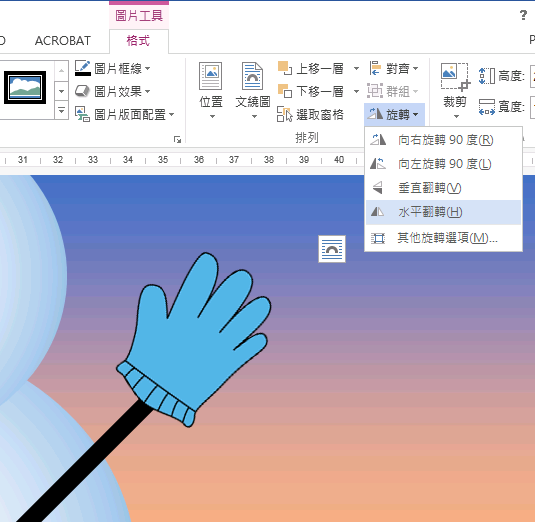 圖片工具
?
ACROBAT
格式
圖片框線
圖片效果
圖片版面配置
位置
文繞圖
上移一層
下移一層
選取窗格
對齊
群組
旋轉
裁剪
高度:
寬度:
排列
向右旋轉 90 度(R)
向左旋轉 90 度(L)
垂直翻轉(V)
水平翻轉(H)
其他旋轉選項(M)...
31 32 33 34 35 36 37 38 39 40